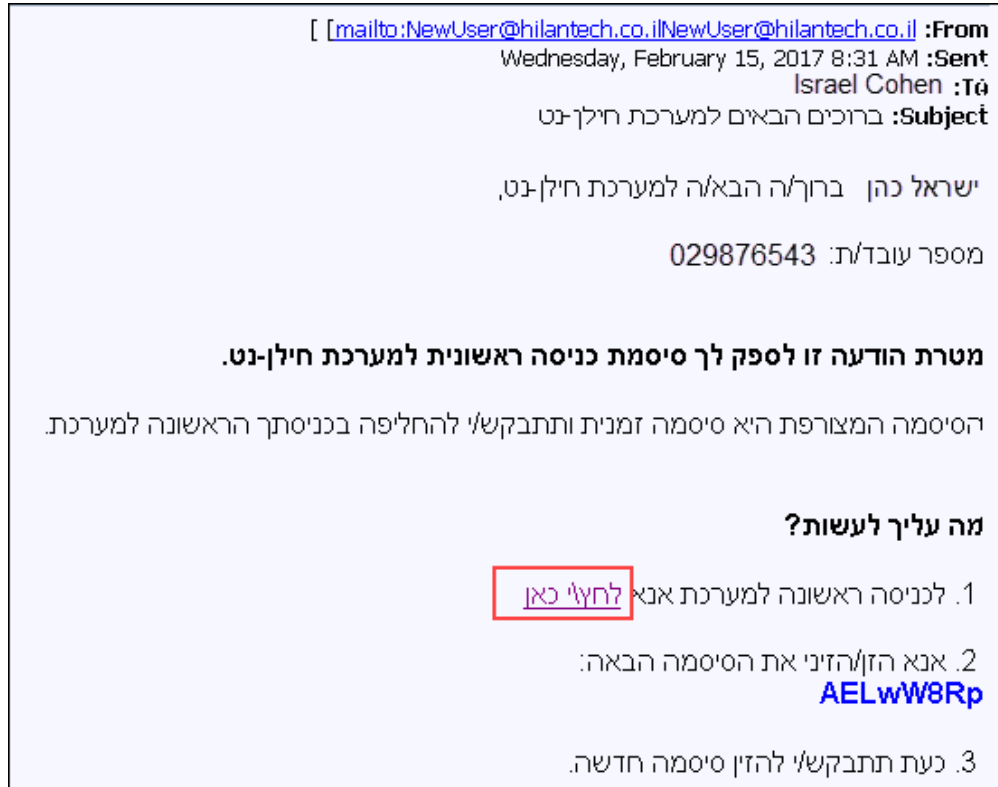 From: [mailto:NewUser@hilantech.co.ilNewUser@hilantech.co.il] [
Sent: Wednesday, February 15, 2017 8:31 AM
To: Israel Cohen
Subject: ברוכים הבאים למערכת חילן-נט
ישראל כהן ברוך/ה הבא/ה למערכת חילן-נט,
מספר עובד/ת: 029876543
מטרת הודעה זו לספק לך סיסמת כניסה ראשונית למערכת חילן-נט.
הסיסמה המצורפת היא סיסמה זמנית ותתבקש/י להחליפה בכניסתך הראשונה למערכת.
מה עליך לעשות?
1. לכניסה ראשונה למערכת אנא לחץ\י כאן
2. אנא הזן/הזיני את הסיסמה הבאה:
AELwW8Rp
3. כעת תתבקש/י להזין סיסמה חדשה.